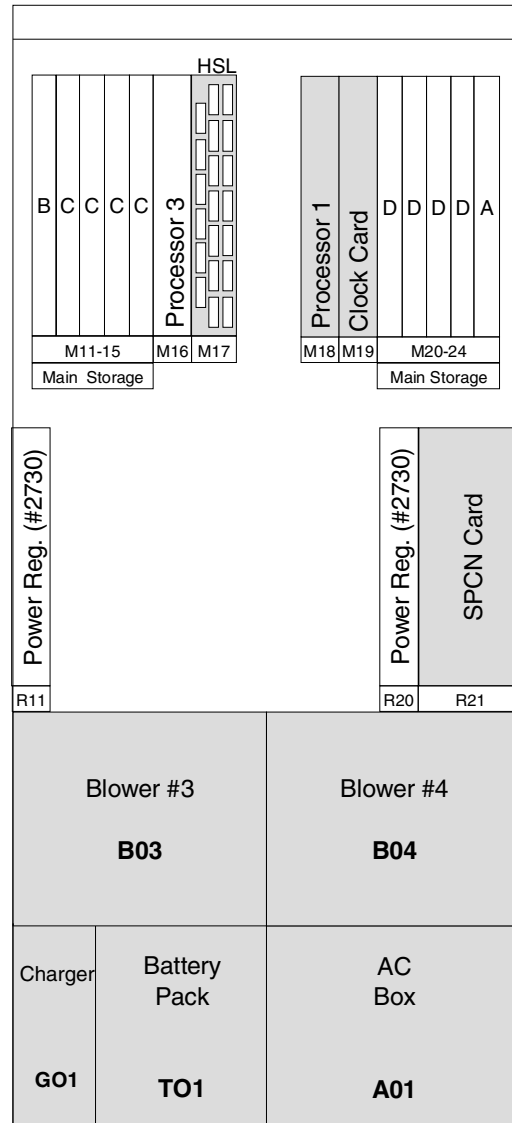 HSL
B C C C C Processor 3
Processor 1 Clock Card D D D D A
M11-15 M16 M17
M18 M19 M20-24
Main Storage
Main Storage
Power Reg. (#2730)
Power Reg. (#2730)
SPCN Card
R11
R20 R21
Blower #3
B03
Blower #4
B04
Charger
GO1
Battery
Pack
TO1
AC
Box
A01